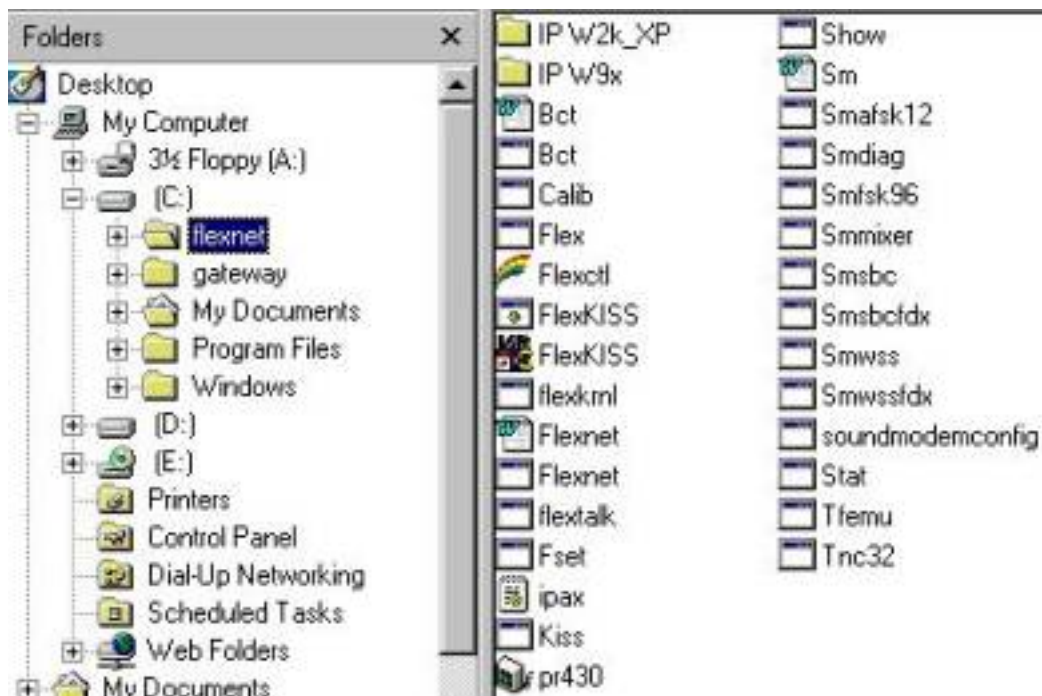 Folders
Desktop
My Computer
3½ Floppy (A:)
(C:)
flexnet
gateway
My Documents
Program Files
Windows
(D:)
(E:)
Printers
Control Panel
Dial-Up Networking
Scheduled Tasks
Web Folders
My Documents
IP W2k_XP
IP W9x
Bct
Bct
Calib
Flex
Flexctl
FlexKISS
FlexKISS
flexkrnl
Flexnet
Flexnet
flextalk
Fset
ipax
Kiss
pr430
Show
Sm
Smafsk12
Smdiag
Smfsk96
Smmixer
Smsbc
Smsbcfdx
Smwss
Smwssfdx
soundmodemconfig
Stat
Tfemu
Tnc32